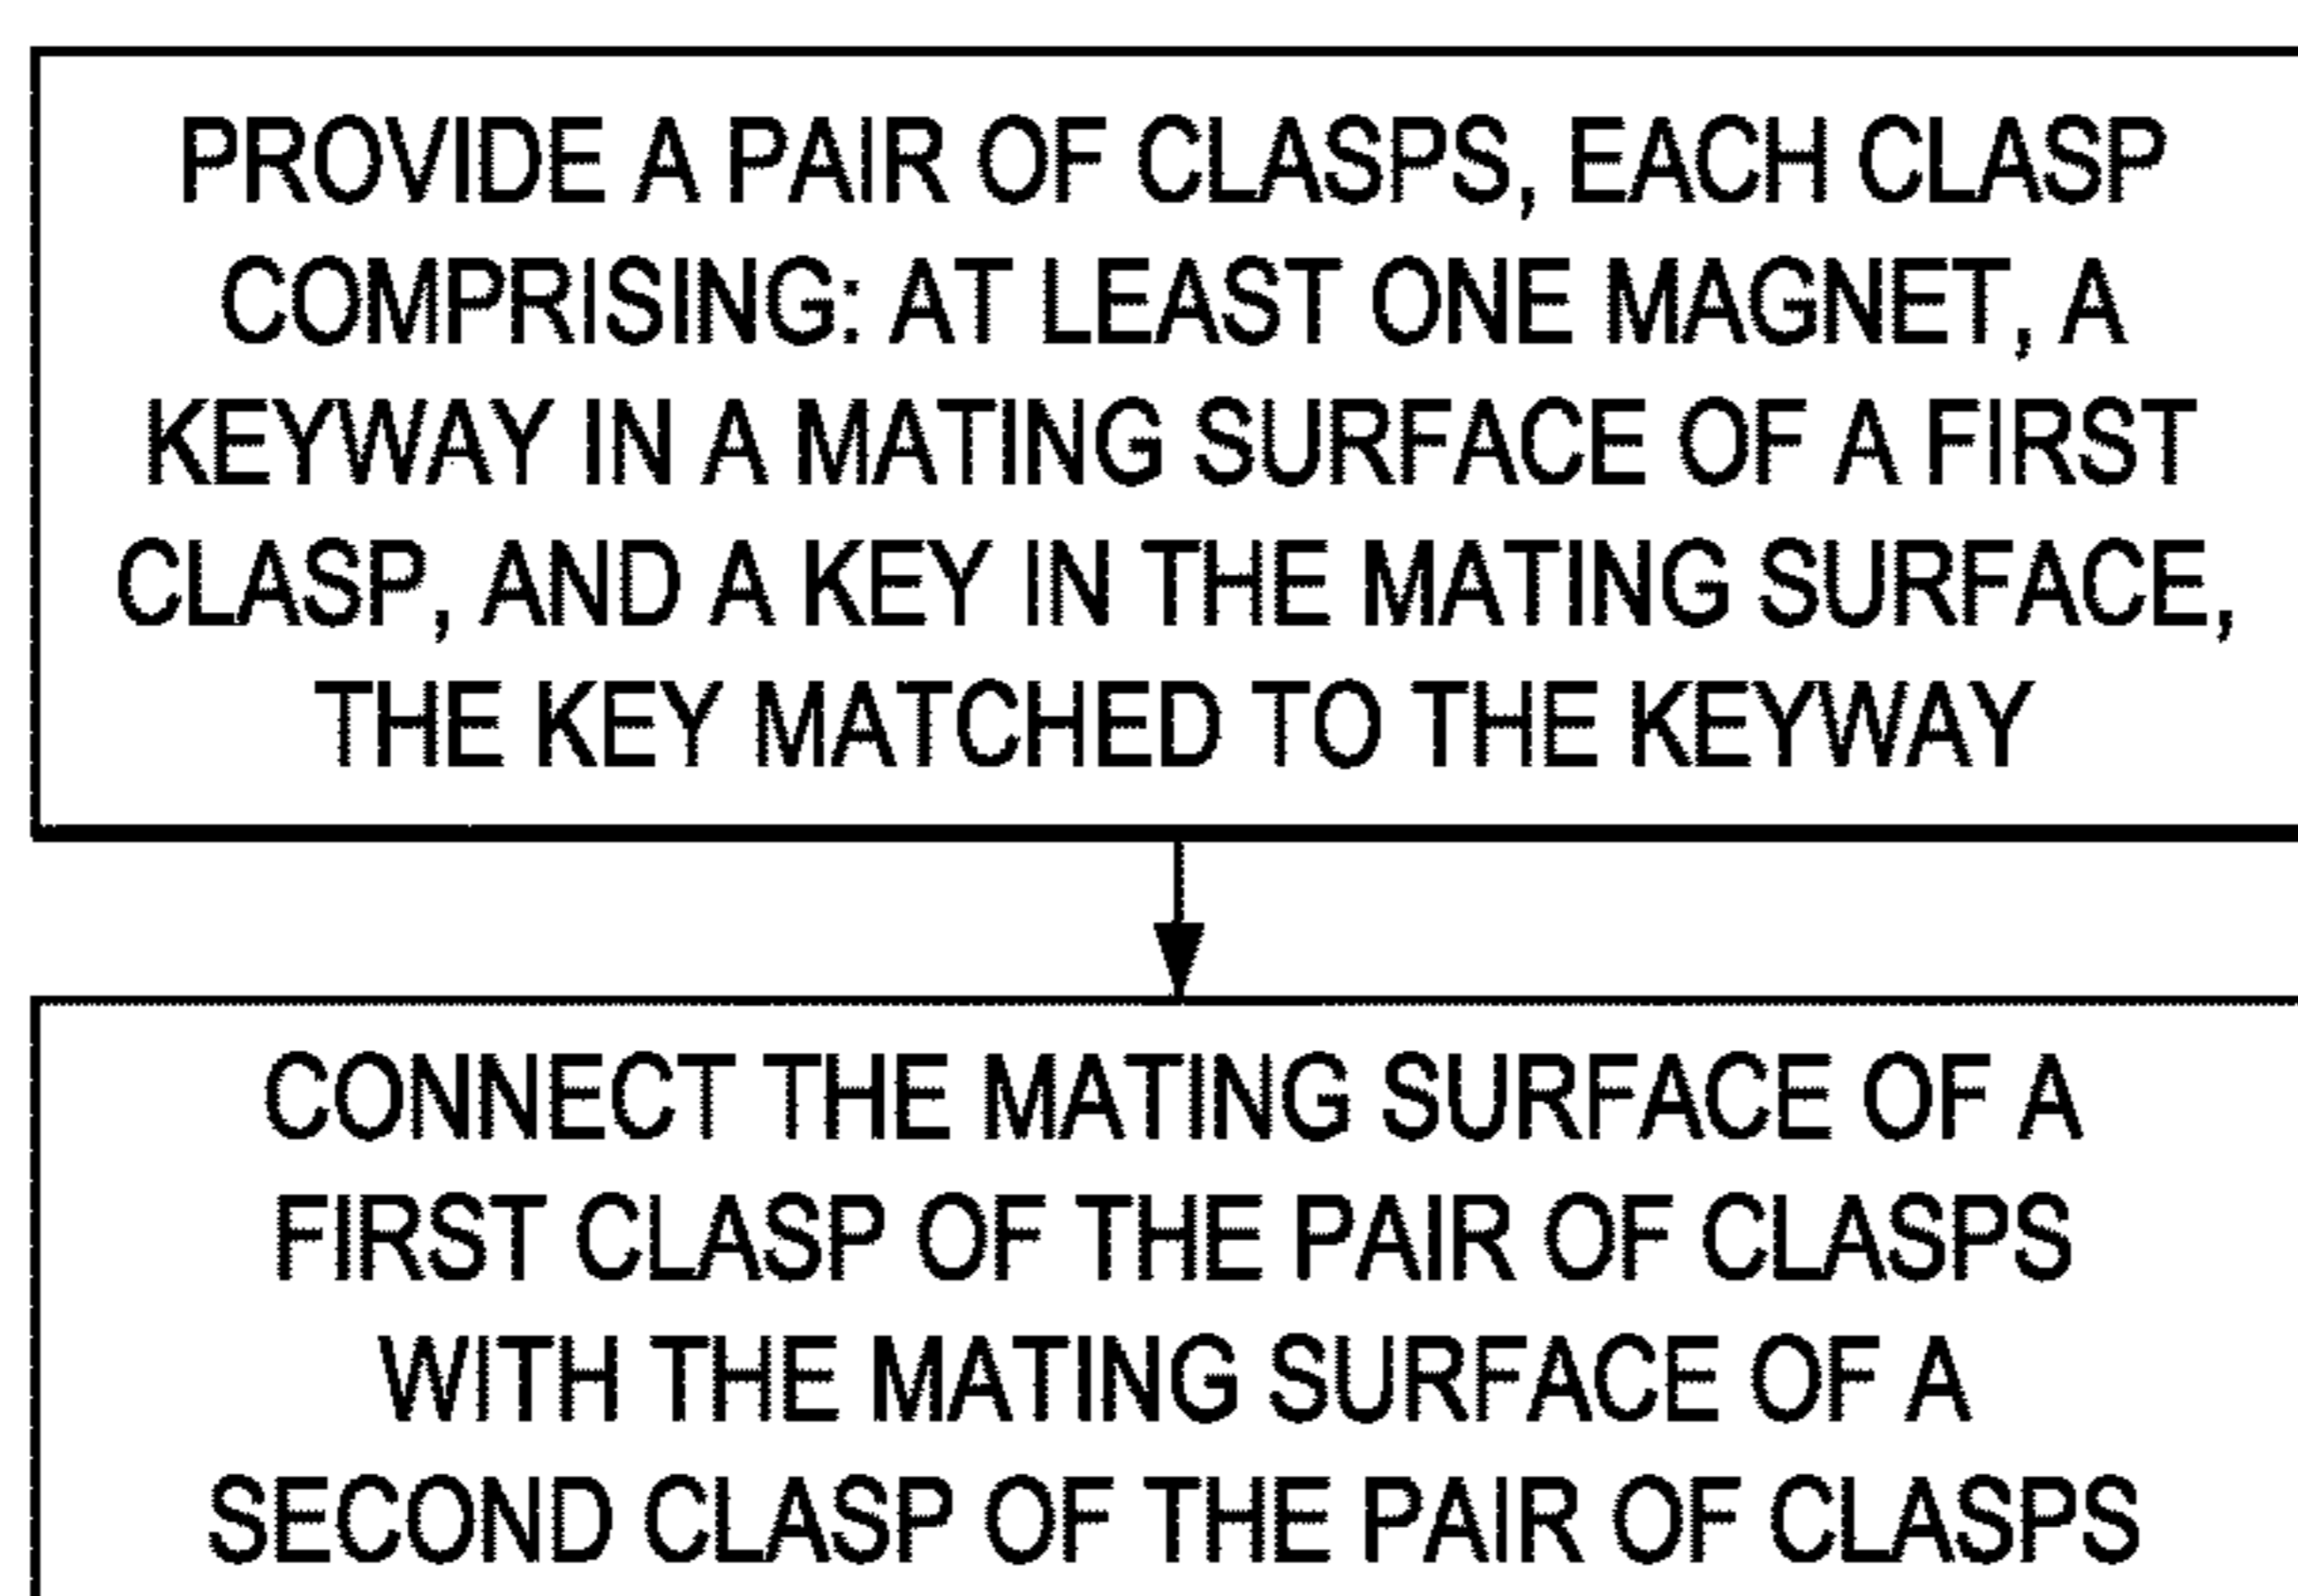 PROVIDE A PAIR OF CLASPS, EACH CLASP
COMPRISING: AT LEAST ONE MAGNET, A
KEYWAY IN A MATING SURFACE OF A FIRST
CLASP, AND A KEY IN THE MATING SURFACE,
THE KEY MATCHED TO THE KEYWAY
CONNECT THE MATING SURFACE OF A
FIRST CLASP OF THE PAIR OF CLASPS
WITH THE MATING SURFACE OF A
SECOND CLASP OF THE PAIR OF CLASPS